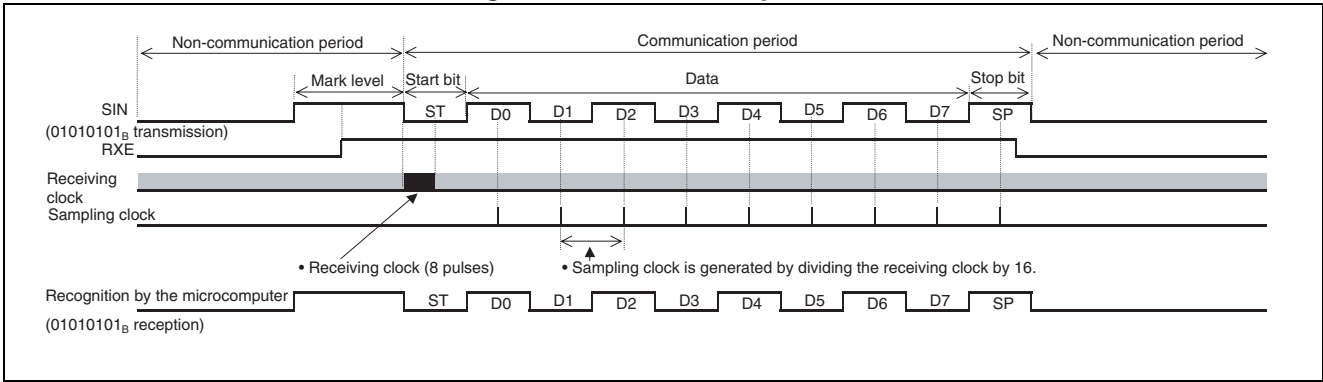 Non-communication period
Communication period
Non-communication period
Mark level
Start bit
Data
Stop bit
SIN
ST
D0
D1
D2
D3
D4
D5
D6
D7
SP
(01010101B transmission)
RXE
Receiving
clock
Sampling clock
• Receiving clock (8 pulses)
• Sampling clock is generated by dividing the receiving clock by 16.
Recognition by the microcomputer
ST
D0
D1
D2
D3
D4
D5
D6
D7
SP
(01010101B reception)